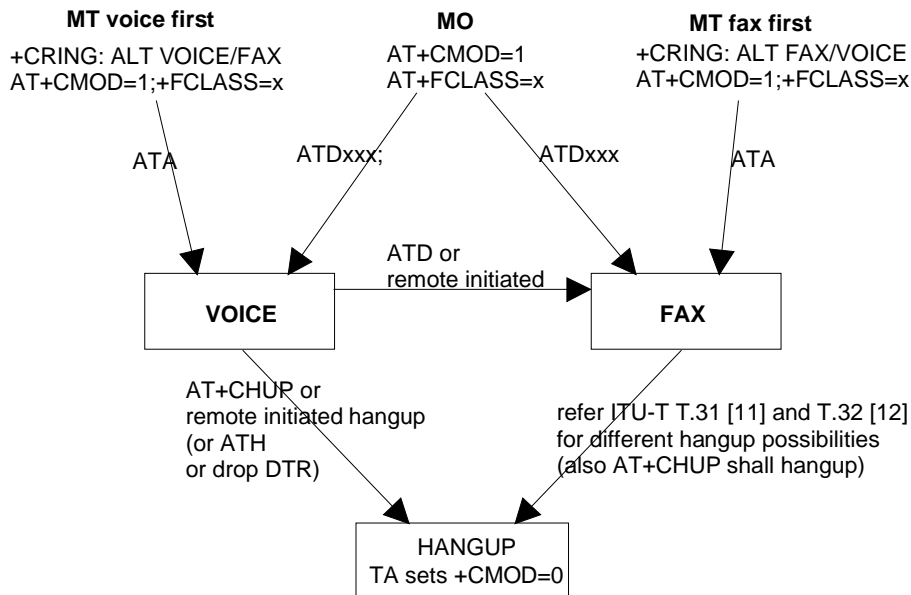 MT voice first
+CRING: ALT VOICE/FAX
AT+CMOD=1;+FCLASS=x
MO
AT+CMOD=1
AT+FCLASS=x
MT fax first
+CRING: ALT FAX/VOICE
AT+CMOD=1;+FCLASS=x
ATA
ATDxxx;
ATDxxx
ATA
ATD or
remote initiated
VOICE
FAX
AT+CHUP or
remote initiated hangup
(or ATH
or drop DTR)
refer ITU-T T.31 [11] and T.32 [12]
for different hangup possibilities
(also AT+CHUP shall hangup)
HANGUP
TA sets +CMOD=0